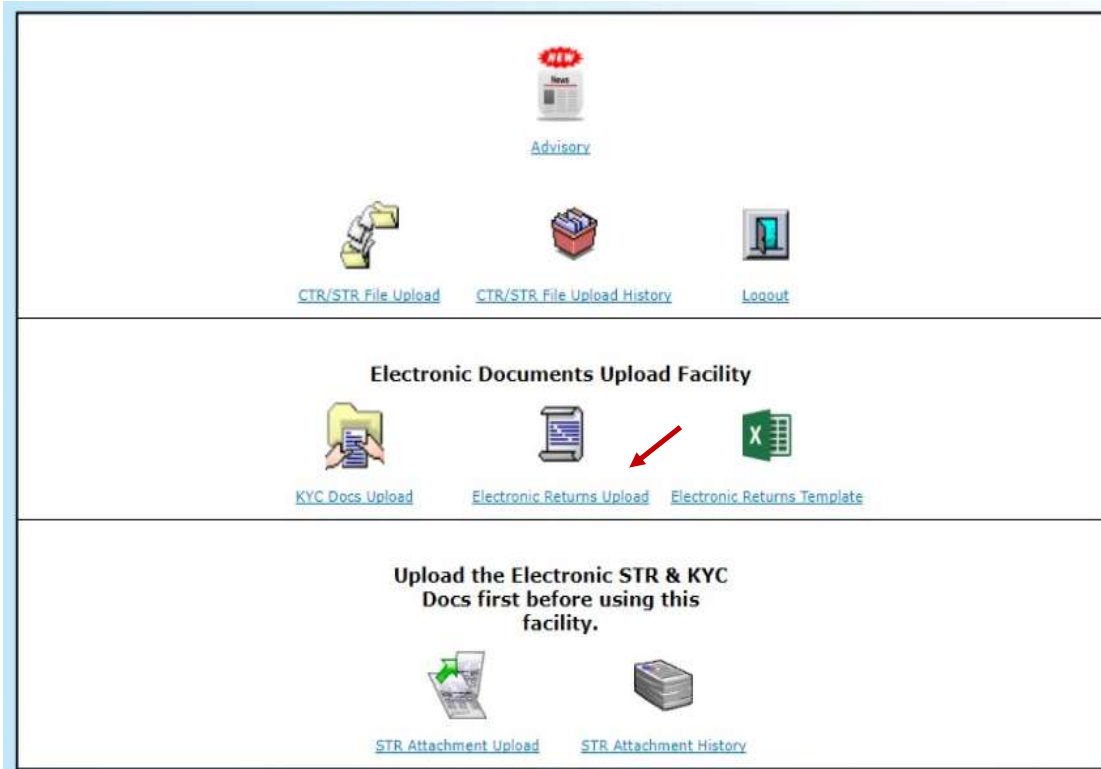 NEW
News
Advisory
CTR/STR File Upload CTR/STR File Upload History Logout
Electronic Documents Upload Facility
X
KYC Docs Upload Electronic Returns Upload Electronic Returns Template
Upload the Electronic STR & KYC
Docs first before using this
facility.
STR Attachment Upload STR Attachment History